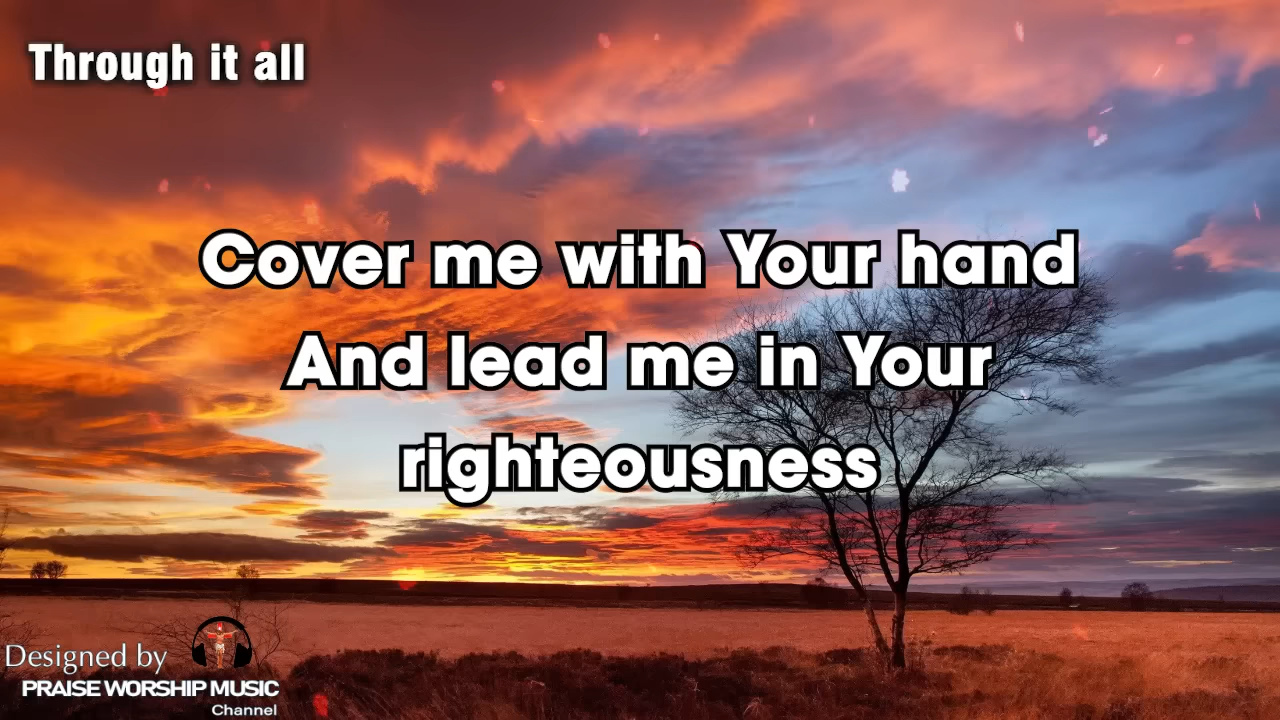 Through it all
Cover me with Your hand
And lead me in Your
righteousness
Designed by
PRAISE WORSHIP MUSIC
Channel